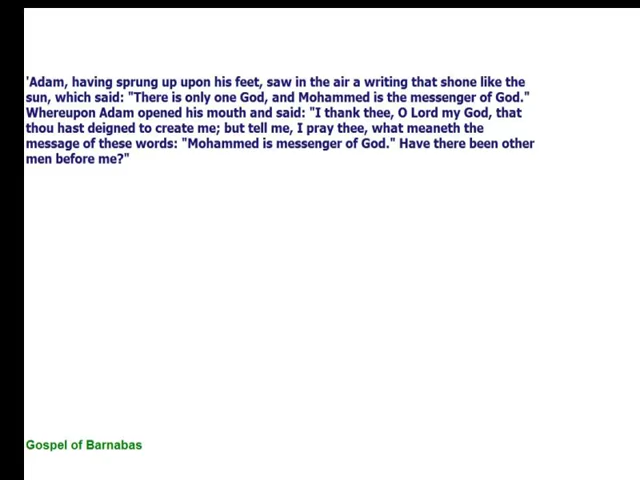 'Adam, having sprung up upon his feet, saw in the air a writing that shone like the
sun, which said: "There is only one God, and Mohammed is the messenger of God."
Whereupon Adam opened his mouth and said: "I thank thee, O Lord my God, that
thou hast deigned to create me; but tell me, I pray thee, what meaneth the
message of these words: "Mohammed is messenger of God." Have there been other
men before me?"
Gospel of Barnabas